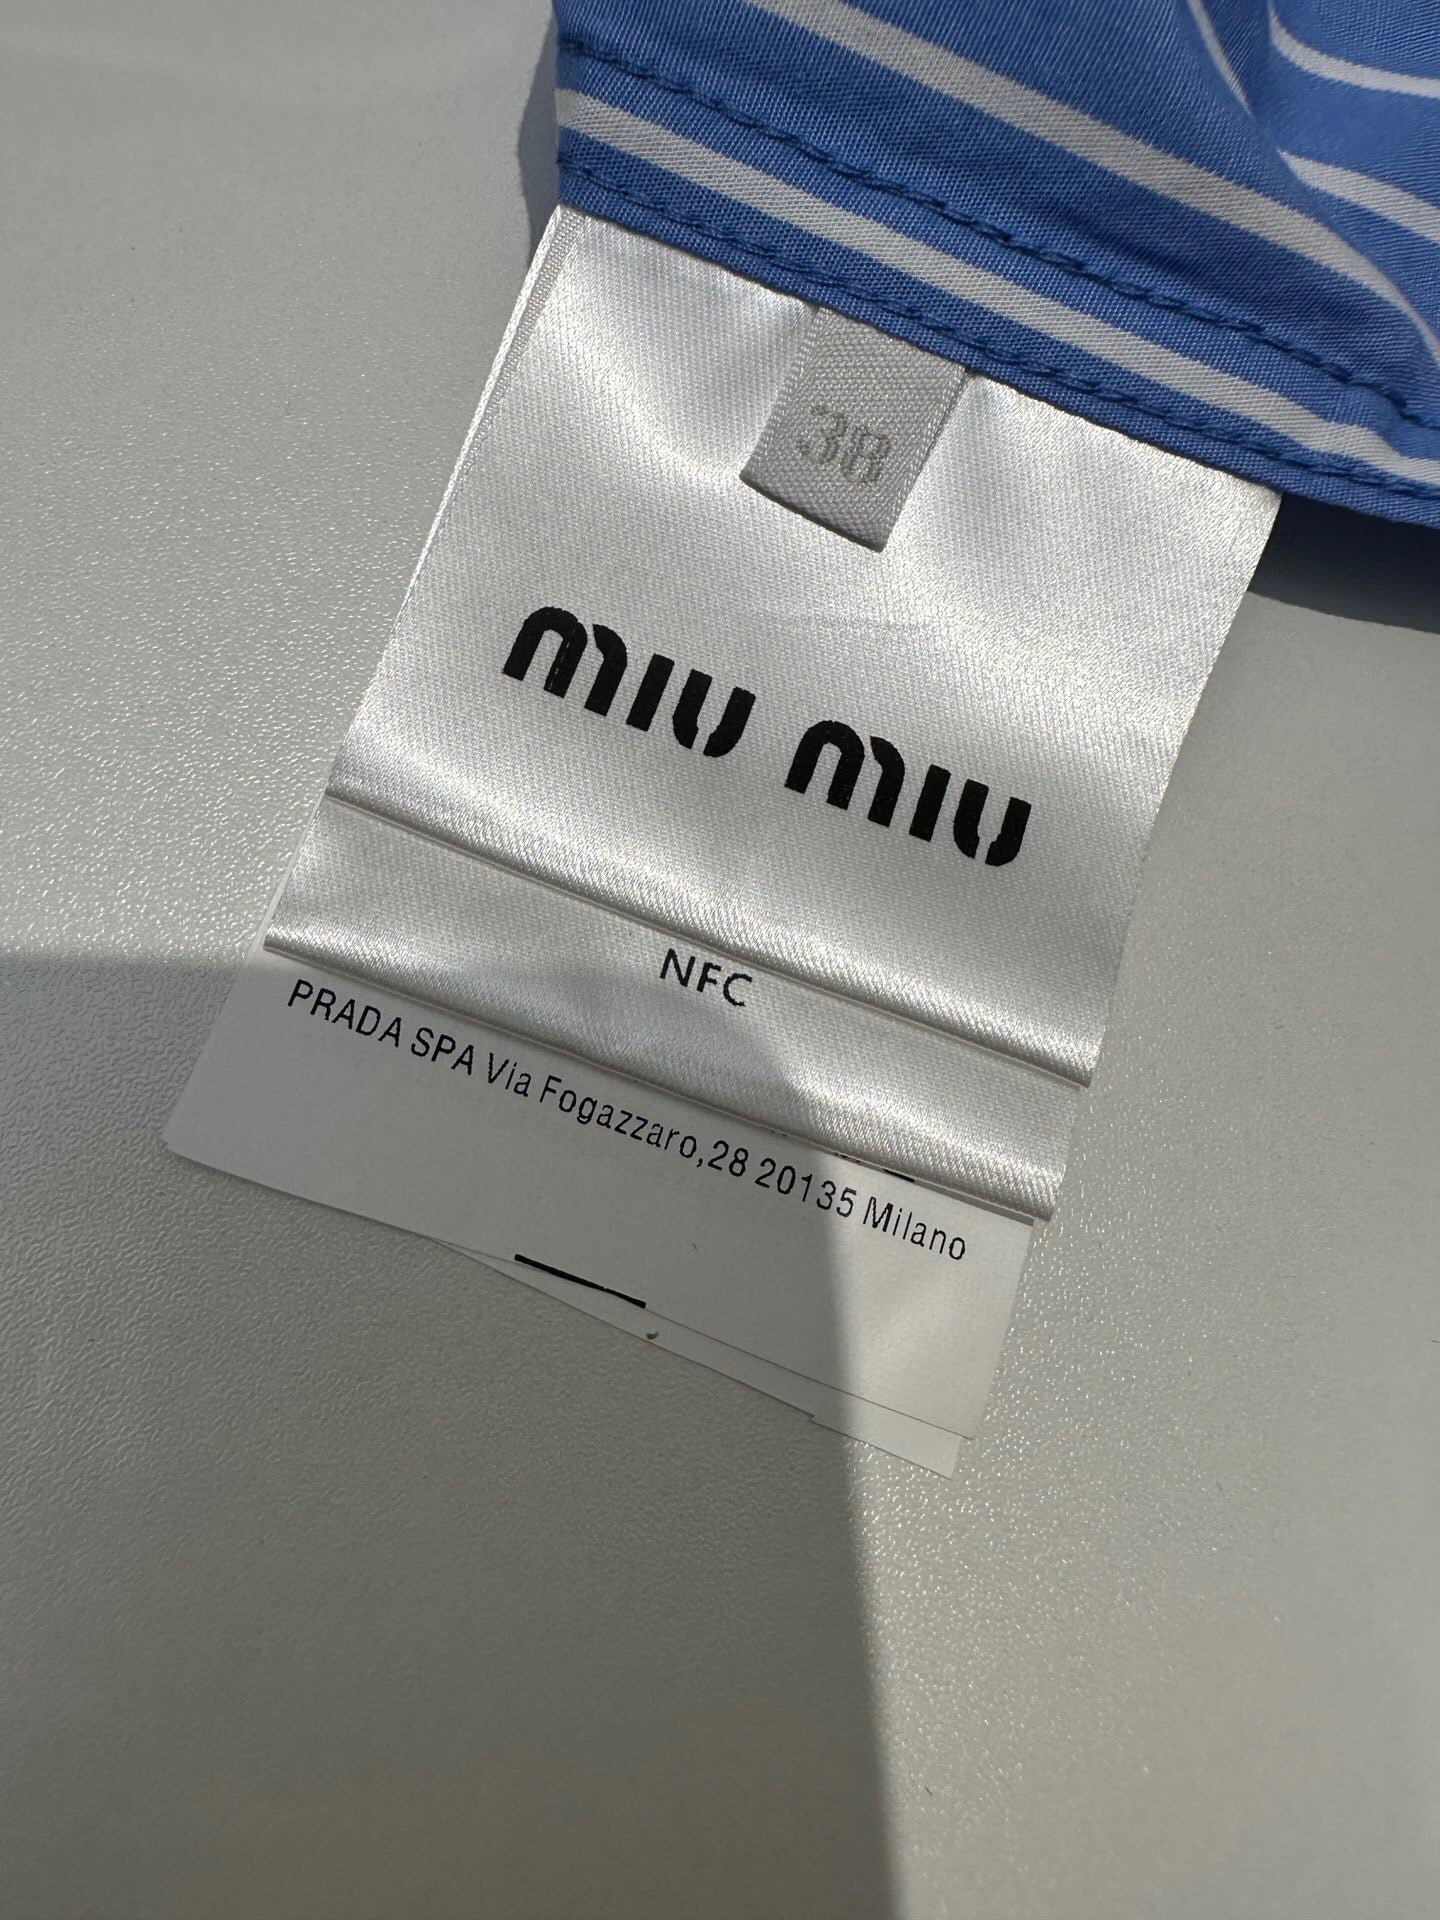 38
miu miu
NFC
PRADA SPA Via Fogazzaro,28 20135 Milano